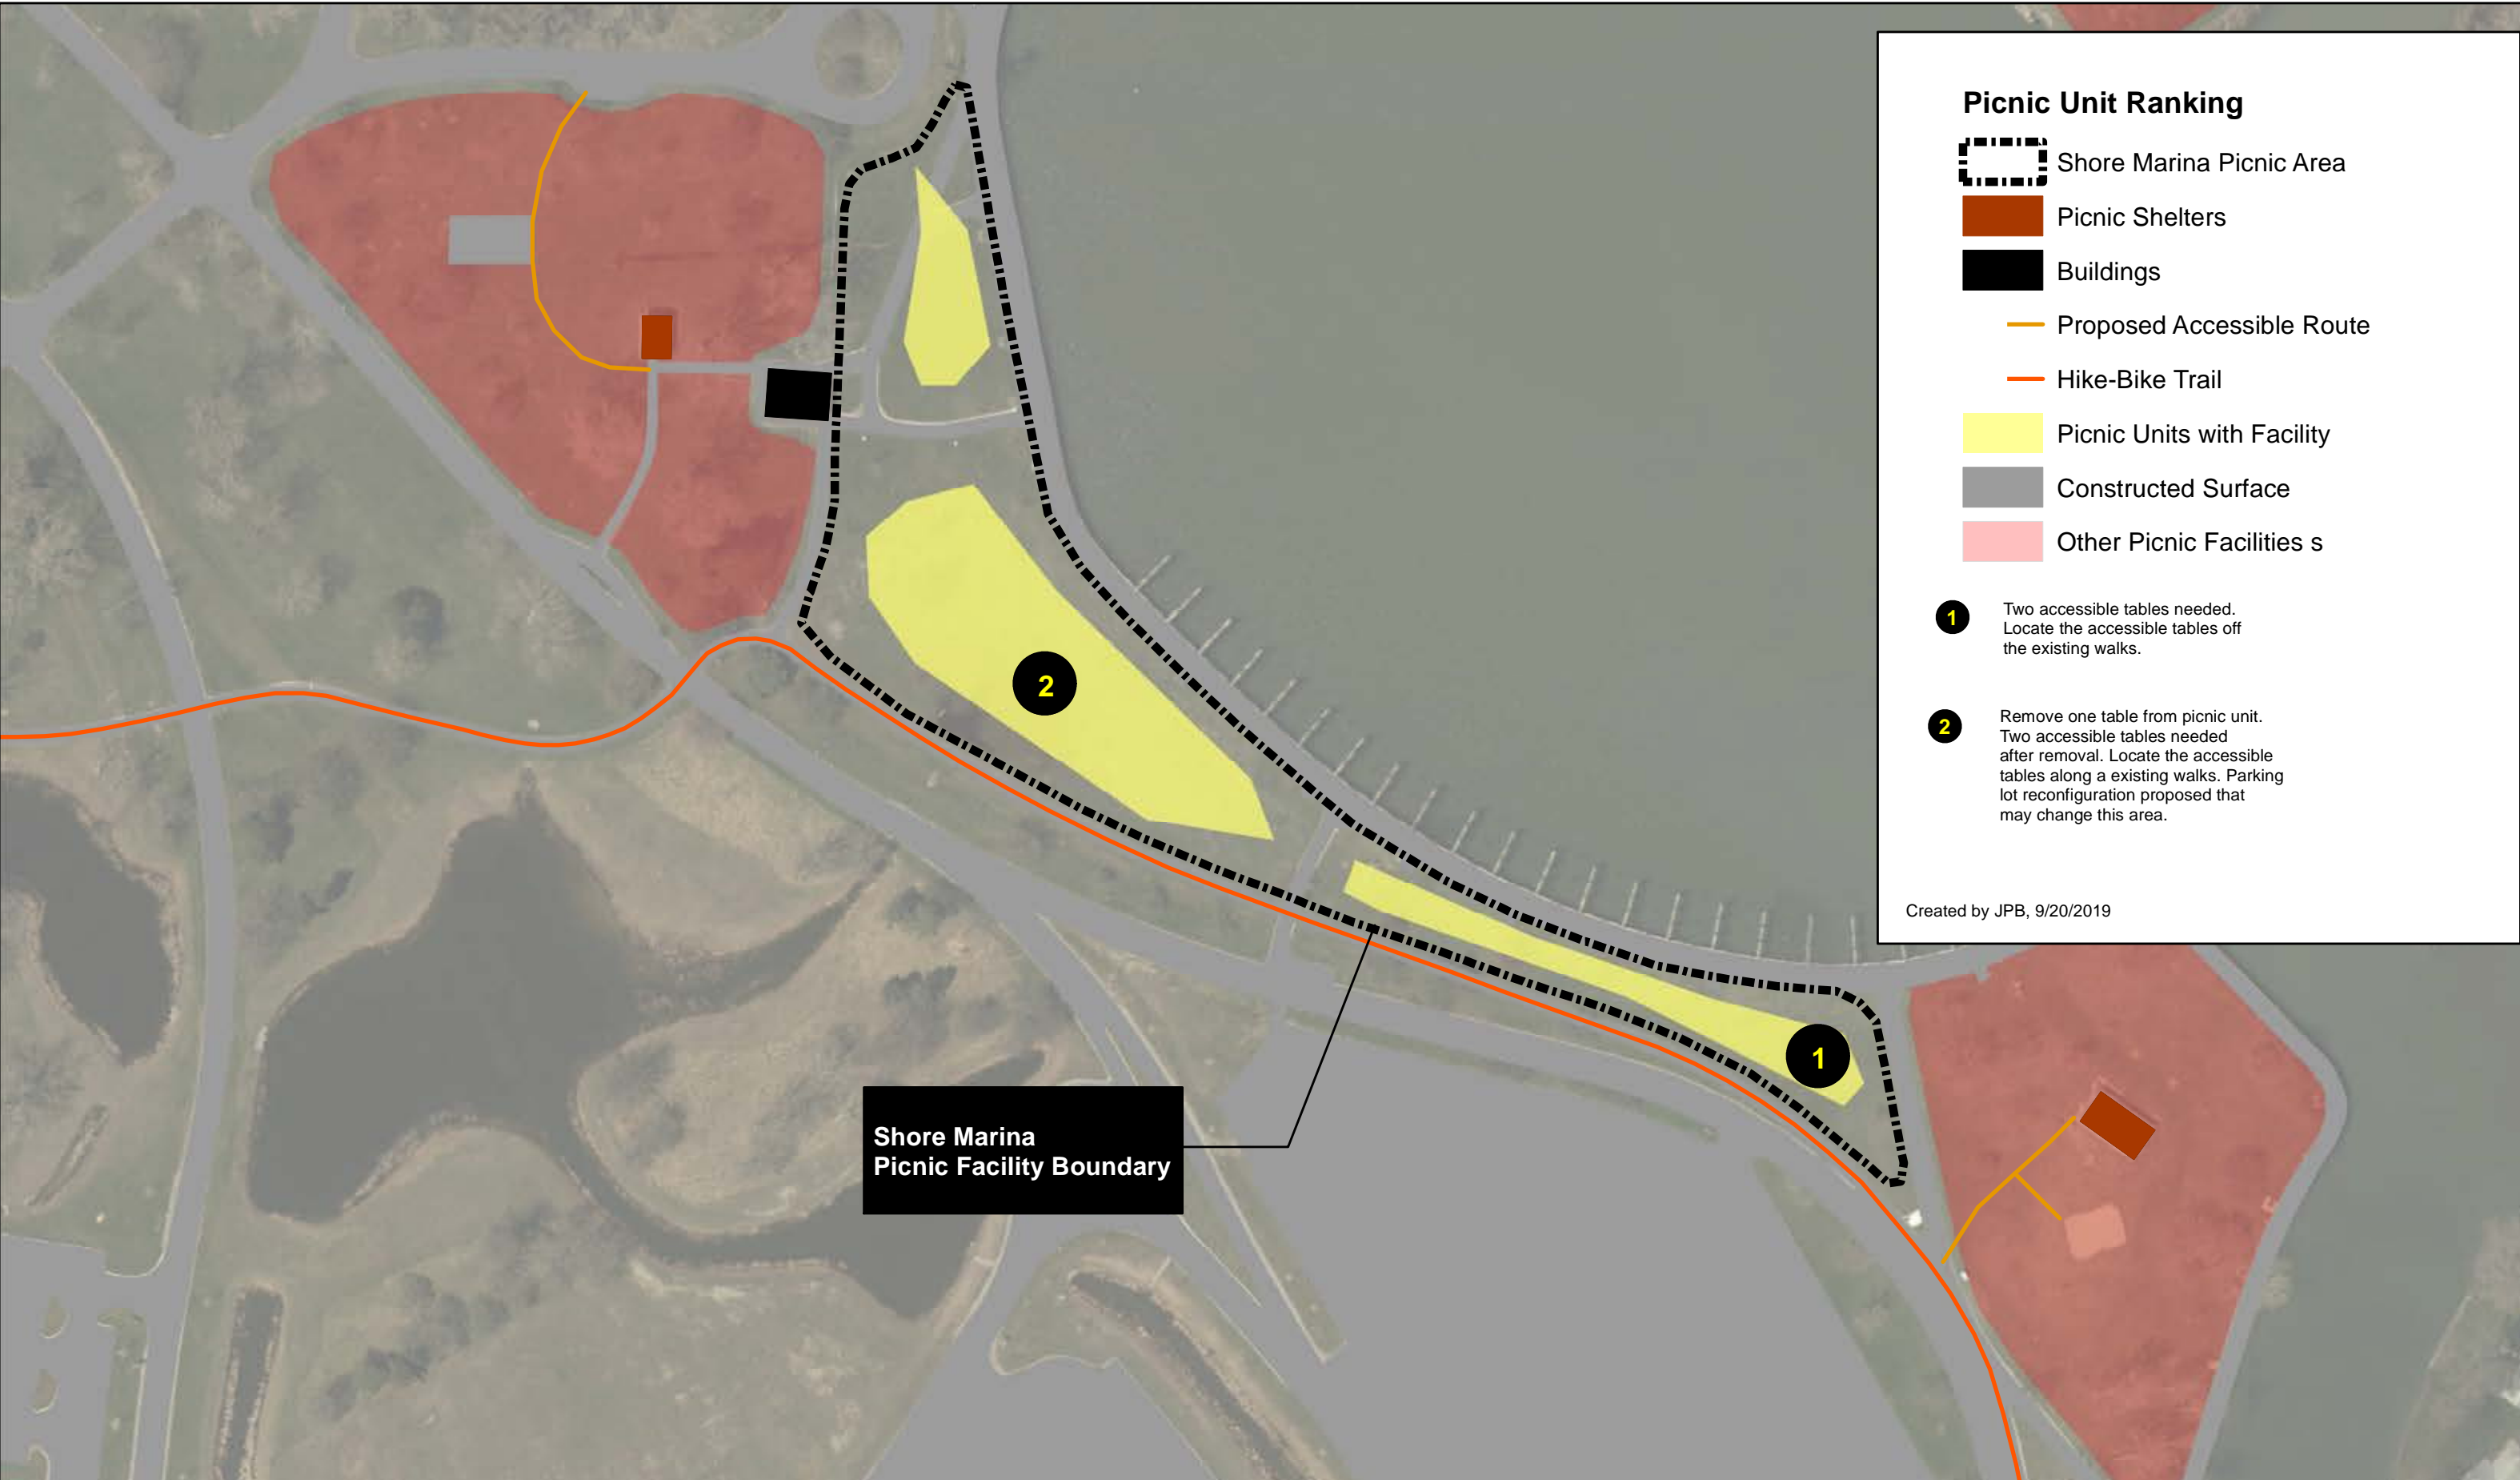 Picnic Unit Ranking
Shore Marina Picnic Area
Picnic Shelters
Buildings
Proposed Accessible Route
Hike-Bike Trail
Picnic Units with Facility
Constructed Surface
Other Picnic Facilities s
1
Two accessible tables needed.
Locate the accessible tables off
the existing walks.
2
Remove one table from picnic unit.
Two accessible tables needed
after removal. Locate the accessible
tables along a existing walks. Parking
lot reconfiguration proposed that
may change this area.
Created by JPB, 9/20/2019
2
1
Shore Marina
Picnic Facility Boundary